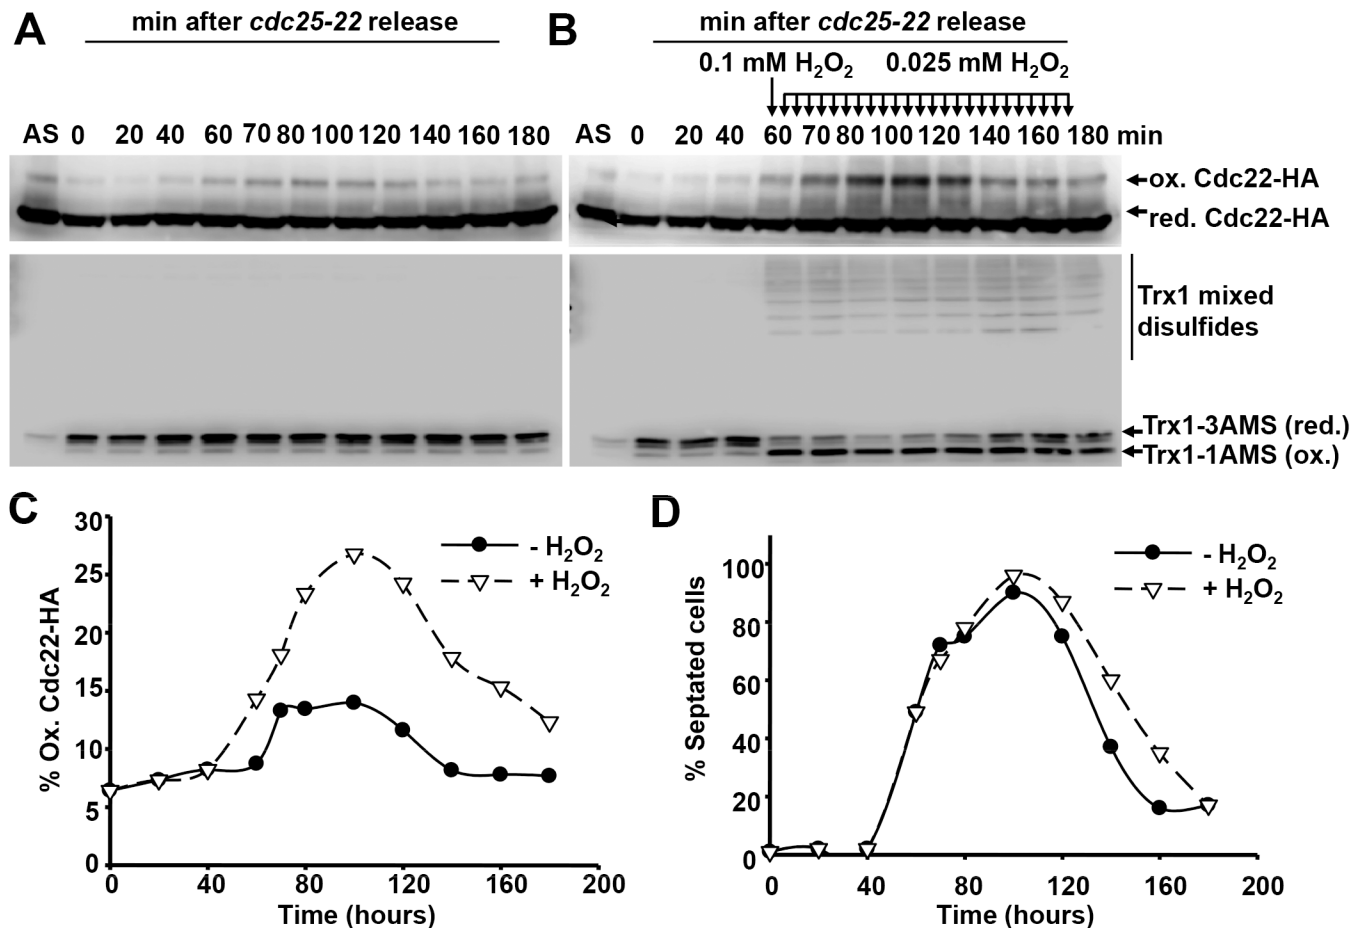 A
min after cdc25-22 release
AS 0 20 40 60 70 80 100 120 140 160 180
B
min after cdc25-22 release
0.1 mM H₂O₂ 0.025 mM H₂O₂
AS 0 20 40 60 70 80 100 120 140 160 180 min
ox. Cdc22-HA
red. Cdc22-HA
Trx1 mixed
disulfides
Trx1-3AMS (red.)
Trx1-1AMS (ox.)
C
% Ox. Cdc22-HA
30
25
20
15
10
5
0
0 40 80 120 160 200
Time (hours)
- H₂O₂
+ H₂O₂
D
% Septated cells
100
80
60
40
20
0
0 40 80 120 160 200
Time (hours)
- H₂O₂
+ H₂O₂